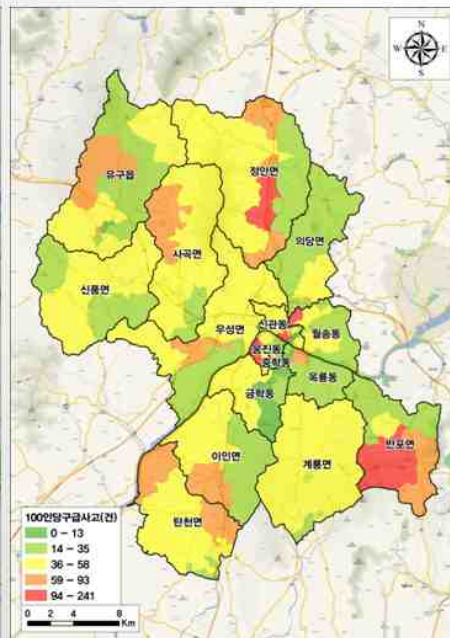 N
W E
S
정안면
유구읍
의당면
사곡면
신풍면
우성면
신관동
월송동
웅진동
중학동
옥룡동
금학동
반포면
이인면
계룡면
탄천면
100인당구급사고(건)
0 - 13
14 - 35
36 - 58
59 - 93
94 - 241
0 2 4 8
Km